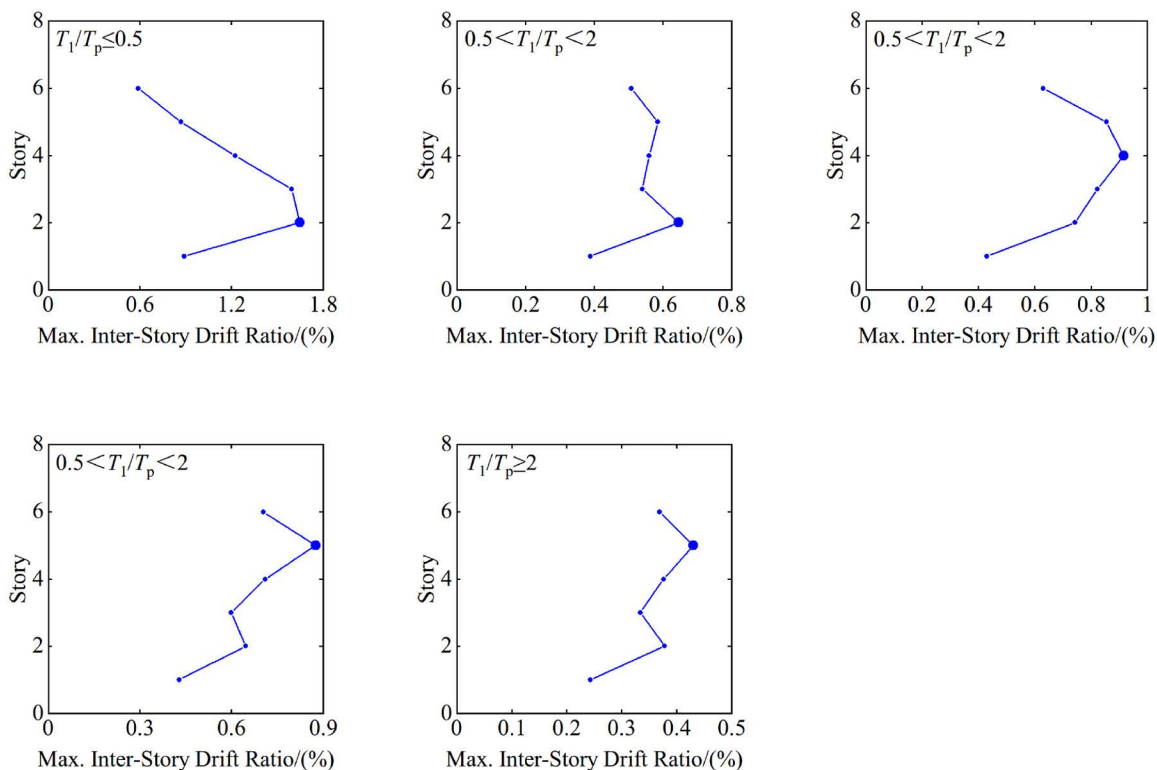 T1/Tp≤0.5
8
6
4
2
0
Story
0 0.6 1.2 1.8
Max. Inter-Story Drift Ratio/(%)
0.5<T1/Tp<2
8
6
4
2
0
Story
0 0.2 0.4 0.6 0.8
Max. Inter-Story Drift Ratio/(%)
0.5<T1/Tp<2
8
6
4
2
0
Story
0 0.2 0.4 0.6 0.8 1
Max. Inter-Story Drift Ratio/(%)
0.5<T1/Tp<2
8
6
4
2
0
Story
0 0.3 0.6 0.9
Max. Inter-Story Drift Ratio/(%)
T1/Tp≥2
8
6
4
2
0
Story
0 0.1 0.2 0.3 0.4 0.5
Max. Inter-Story Drift Ratio/(%)